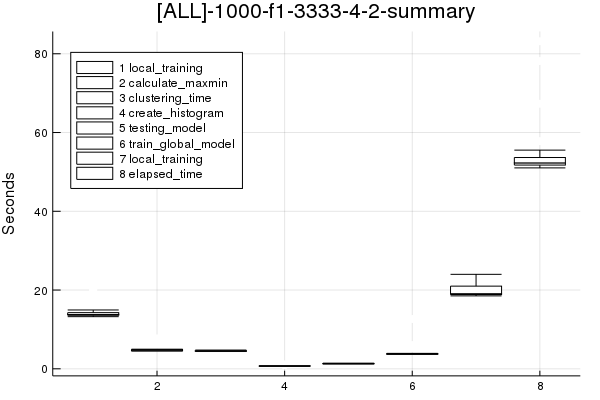 [ALL]-1000-f1-3333-4-2-summary
80
60
40
20
0
Seconds
1 local_training
2 calculate_maxmin
3 clustering_time
4 create_histogram
5 testing_model
6 train_global_model
7 local_training
8 elapsed_time
2 4 6 8